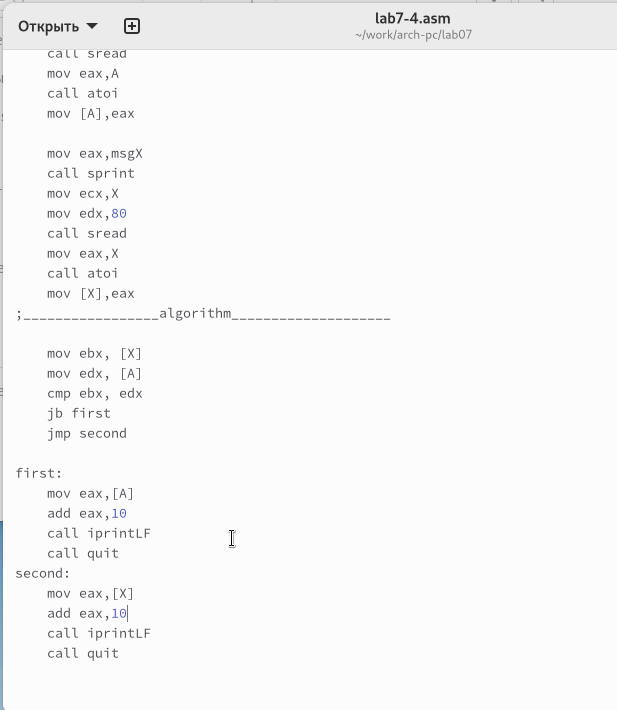 Открыть
lab7-4.asm
~/work/arch-pc/lab07
call sread
mov eax,A
call atoi
mov [A],eax
mov eax,msgX
call sprint
mov ecx,X
mov edx,80
call sread
mov eax,X
call atoi
mov [X],eax
;_________________algorithm____________________
mov ebx, [X]
mov edx, [A]
cmp ebx, edx
jb first
jmp second
first:
mov eax,[A]
add eax,10
call iprintLF
call quit
second:
mov eax,[X]
add eax,10
call iprintLF
call quit